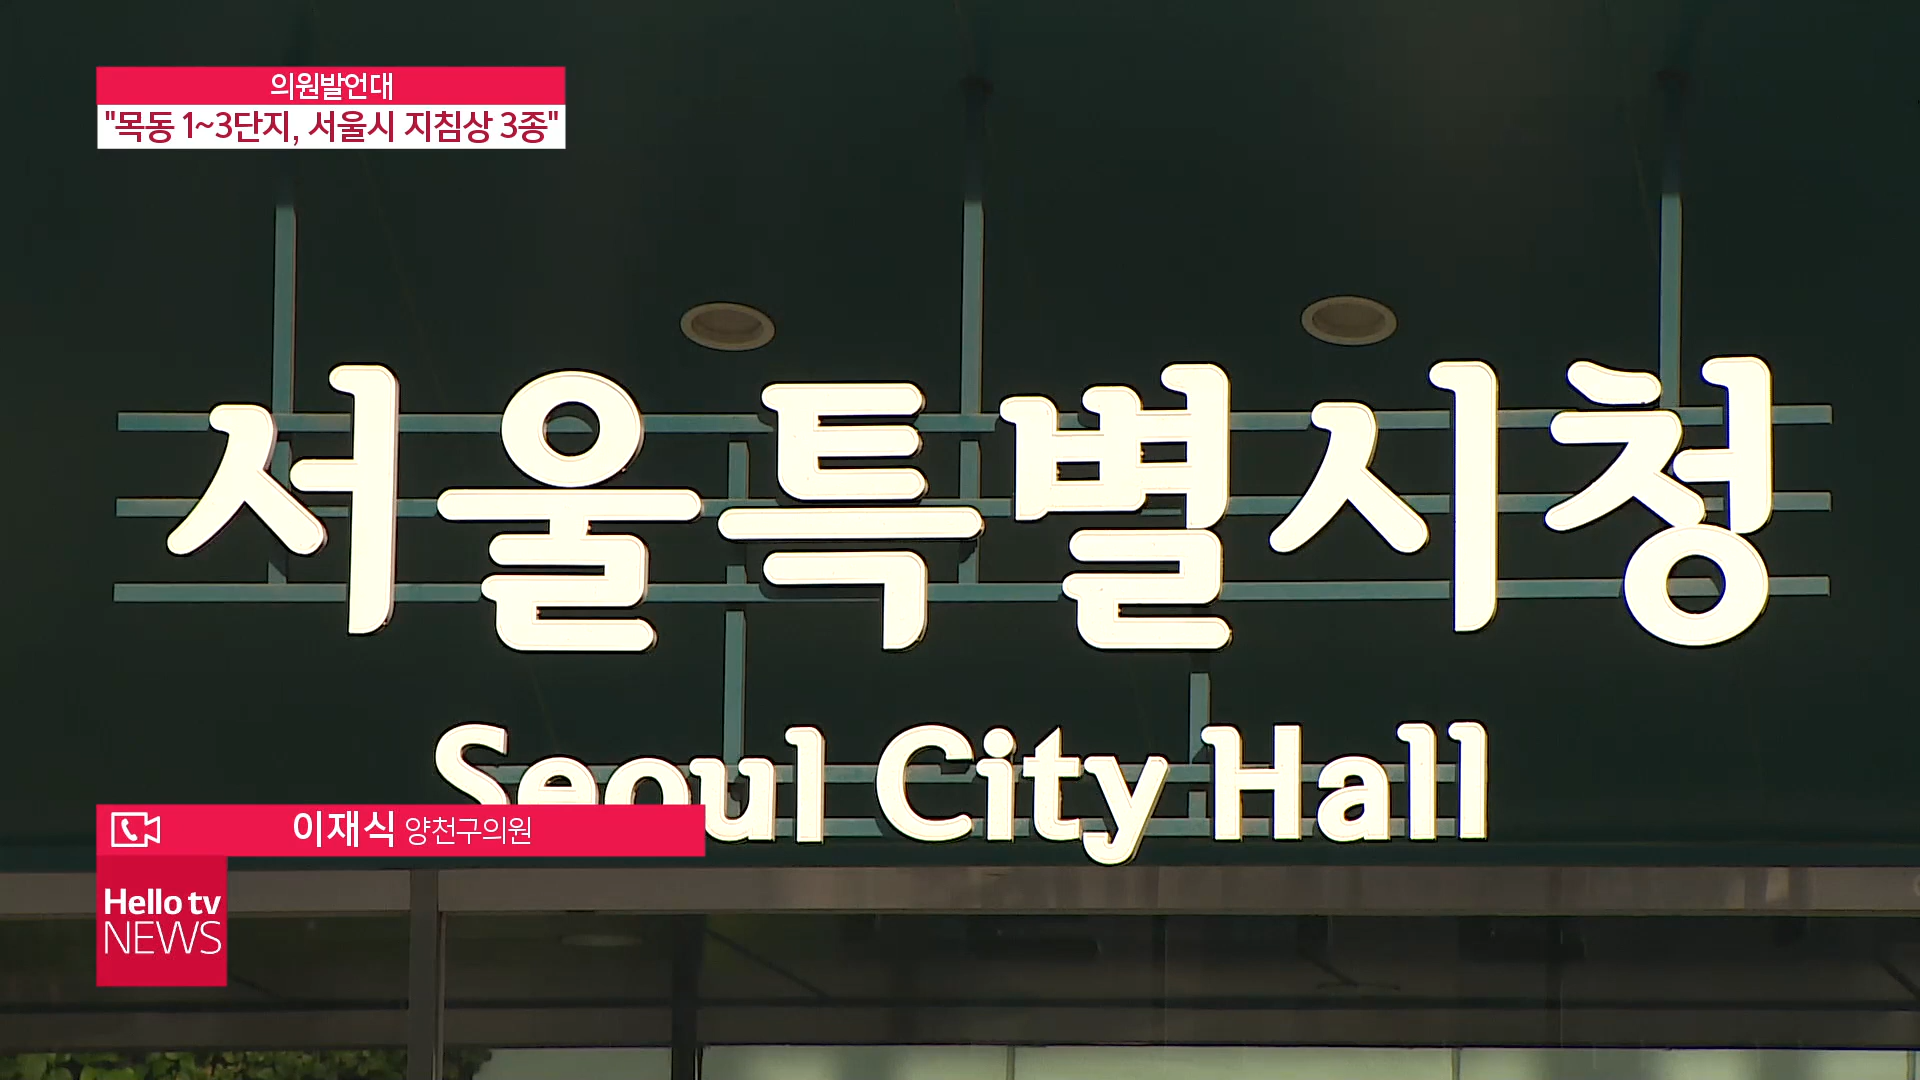 의원발언대
"목동 1~3단지, 서울시 지침상 3종"
서울특별시청
Seoul City Hall
이재식 양천구의원
Hello tv
NEWS